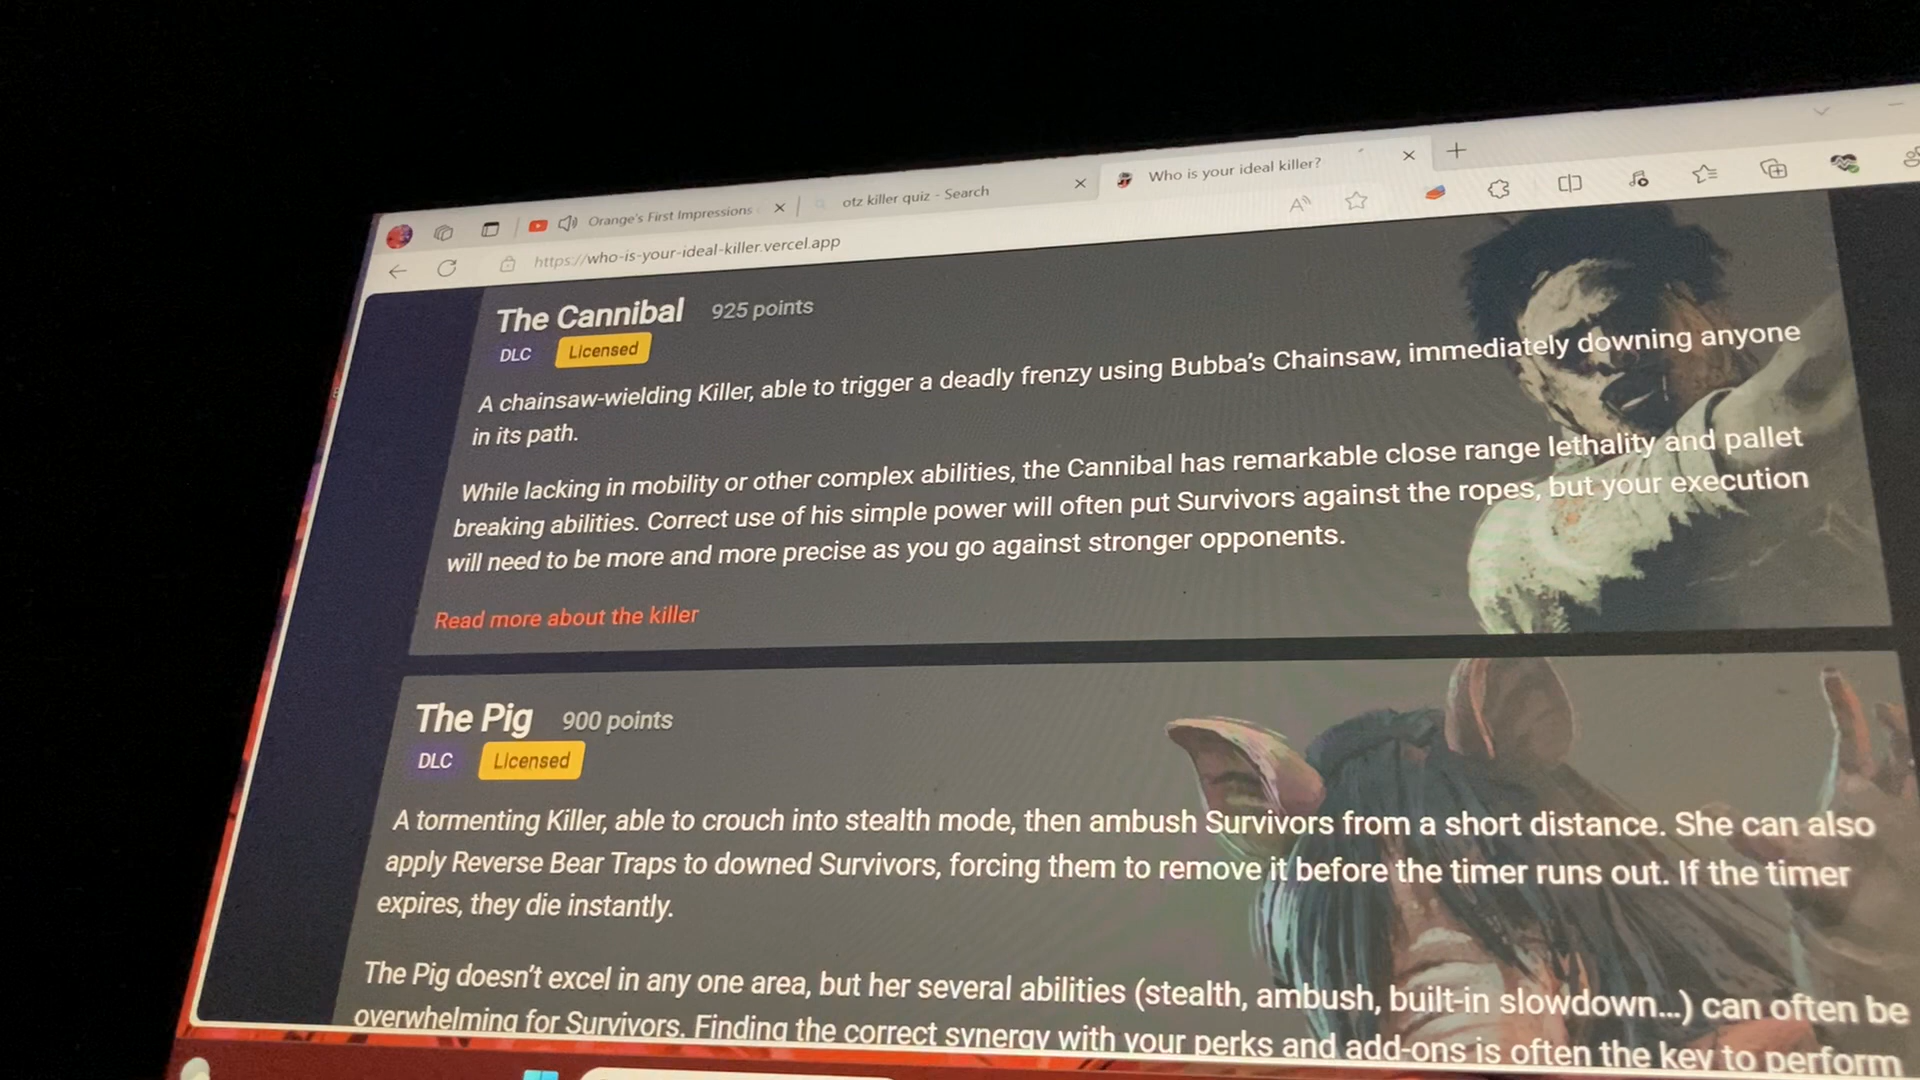 Orange's First Impressions
otz killer quiz - Search
Who is your ideal killer?
https://who-is-your-ideal-killer.vercel.app
The Cannibal 925 points
DLC Licensed
A chainsaw-wielding Killer, able to trigger a deadly frenzy using Bubba's Chainsaw, immediately downing anyone
in its path.
While lacking in mobility or other complex abilities, the Cannibal has remarkable close range lethality and pallet
breaking abilities. Correct use of his simple power will often put Survivors against the ropes, but your execution
will need to be more and more precise as you go against stronger opponents.
Read more about the killer
The Pig 900 points
DLC Licensed
A tormenting Killer, able to crouch into stealth mode, then ambush Survivors from a short distance. She can also
apply Reverse Bear Traps to downed Survivors, forcing them to remove it before the timer runs out. If the timer
expires, they die instantly.
The Pig doesn't excel in any one area, but her several abilities (stealth, ambush, built-in slowdown...) can often be
overwhelming for Survivors. Finding the correct synergy with your perks and add-ons is often the key to perform